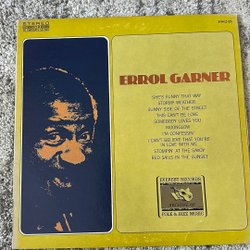 STEREO
ERROL GARNER
SHE'S FUNNY THAT WAY
STORMY WEATHER
SUNNY SIDE OF THE STREET
THIS CAN'T BE LOVE
SOMEBODY LOVES YOU
MOONGLOW
I'M CONFESSIN'
I CAN'T BELIEVE THAT YOU'RE
IN LOVE WITH ME
STOMPIN' AT THE SAVOY
RED SAILS IN THE SUNSET
EVEREST RECORDS
FOLK & JAZZ MUSIC